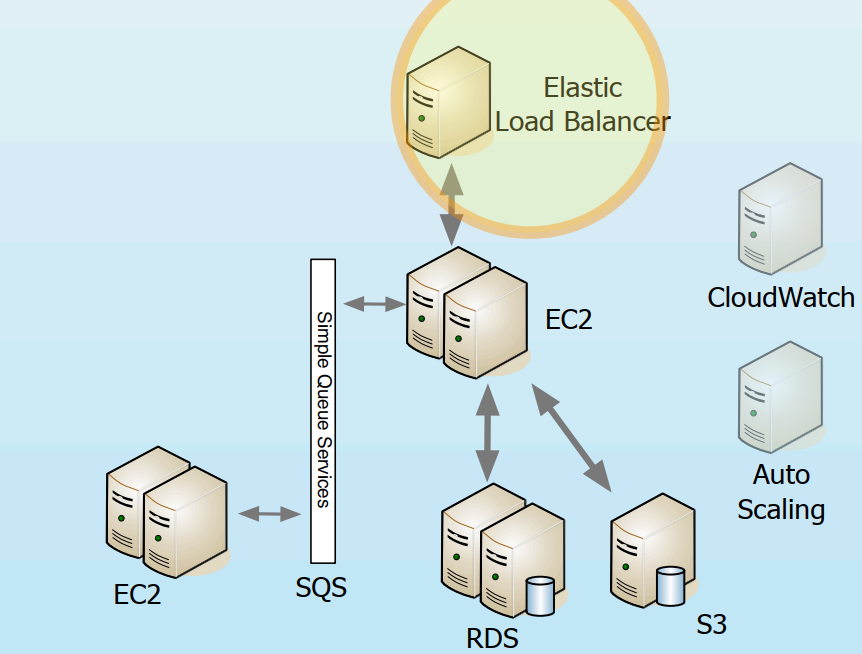 Elastic
Load Balancer
CloudWatch
EC2
Simple Queue Services
Auto
Scaling
EC2
SQS
RDS
S3